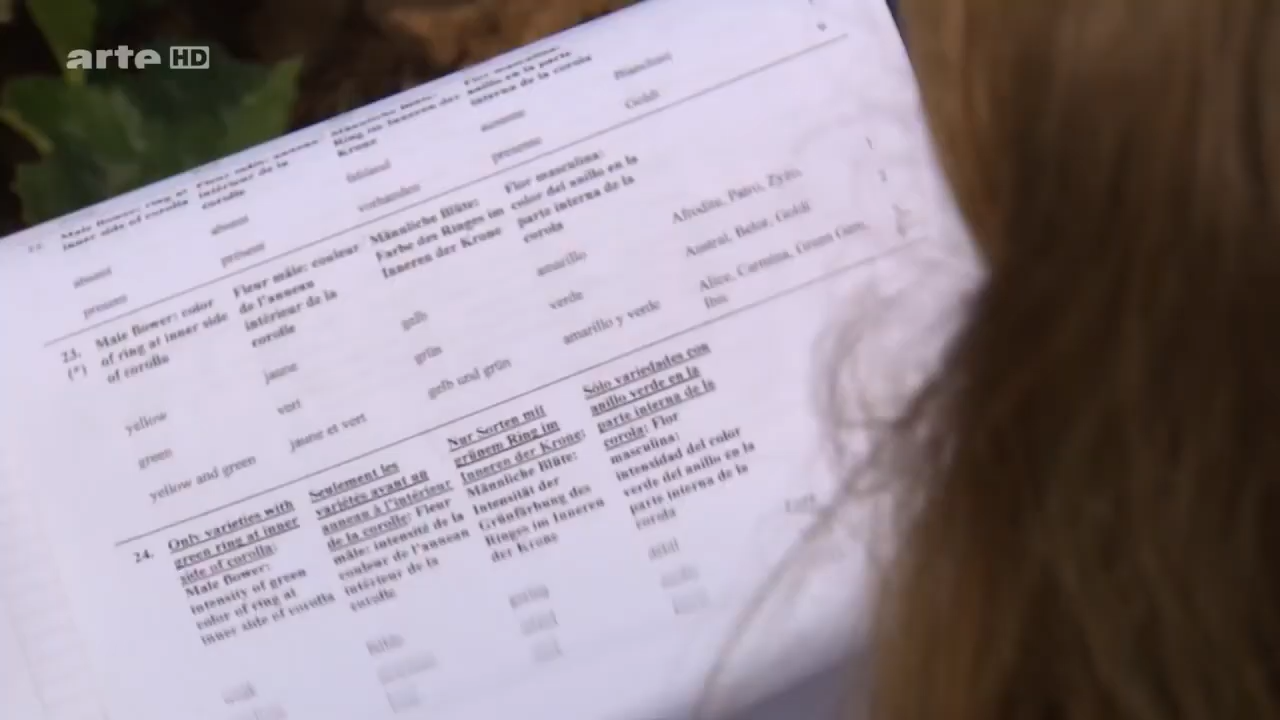 arte HD
Male flower: ring at
inner side of corolla
absent
present
Fleur mâle: anneau
intérieur de la
corolle
absent
présent
Männliche Blüte:
Ring im Inneren der
Krone
fehlend
vorhanden
anillo en la parte
interna de la corola
ausente
presente
Goldi
9
23.
(*)
Male flower: color
of ring at inner side
of corolla
yellow
green
yellow and green
Fleur mâle: couleur
de l'anneau
intérieur de la
corolle
jaune
vert
jaune et vert
Männliche Blüte:
Farbe des Ringes im
Inneren der Krone
gelb
grün
gelb und grün
Flor masculina:
color del anillo en la
parte interna de la
corola
amarillo
verde
amarillo y verde
Afrodite, Patio, Zyata
Austral, Belor, Goldi
Alice, Carmina,
Ibis
1
2
24.
Only varieties with
green ring at inner
side of corolla:
Male flower:
intensity of green
color of ring at
inner side of corolla
Seulement les
variétés ayant un
anneau à l'intérieur
de la corolle: Fleur
mâle: intensité de la
couleur de l'anneau
intérieur de la
corolle
Nur Sorten mit
grünem Ring im
Inneren der Krone:
Männliche Blüte:
Intensität der
Grünfärbung des
Ringes im Inneren
der Krone
Sólo variedades con
anillo verde en la
parte interna de la
corola: Flor
masculina:
intensidad del color
verde del anillo en la
parte interna de la
corola
débil